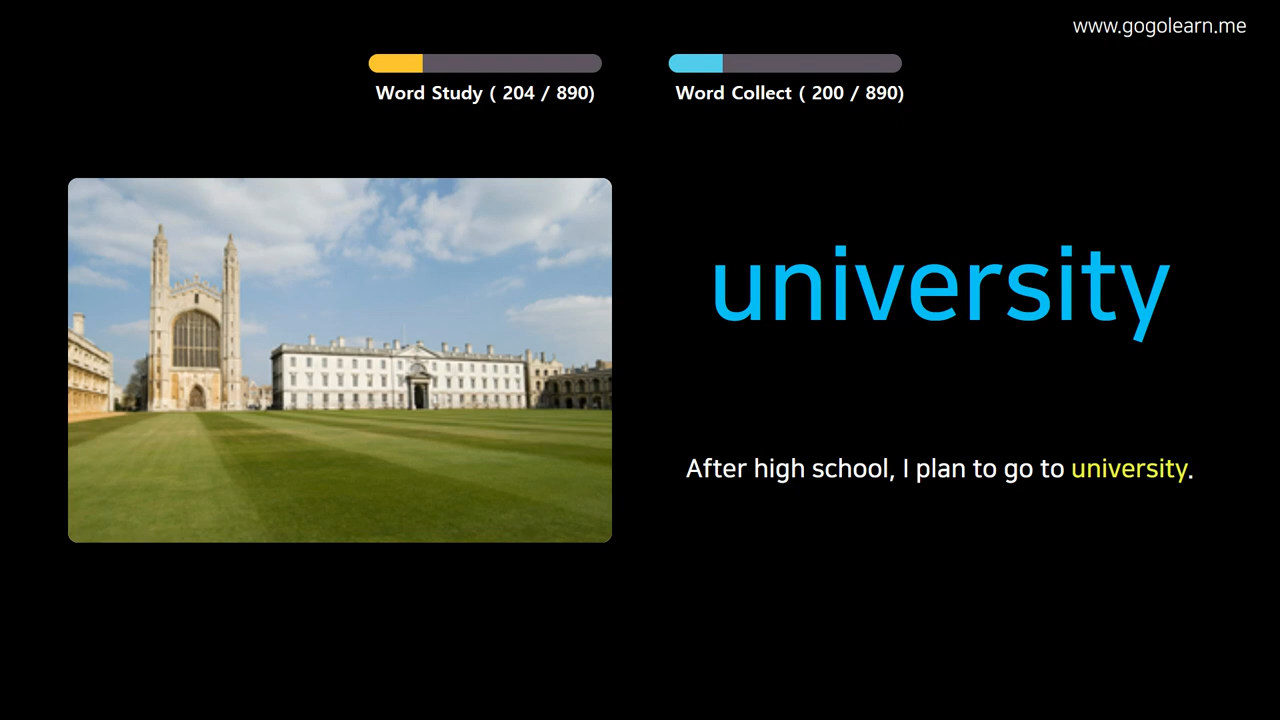 www.gogolearn.me
Word Study ( 204 / 890)
Word Collect ( 200 / 890)
university
After high school, I plan to go to university.